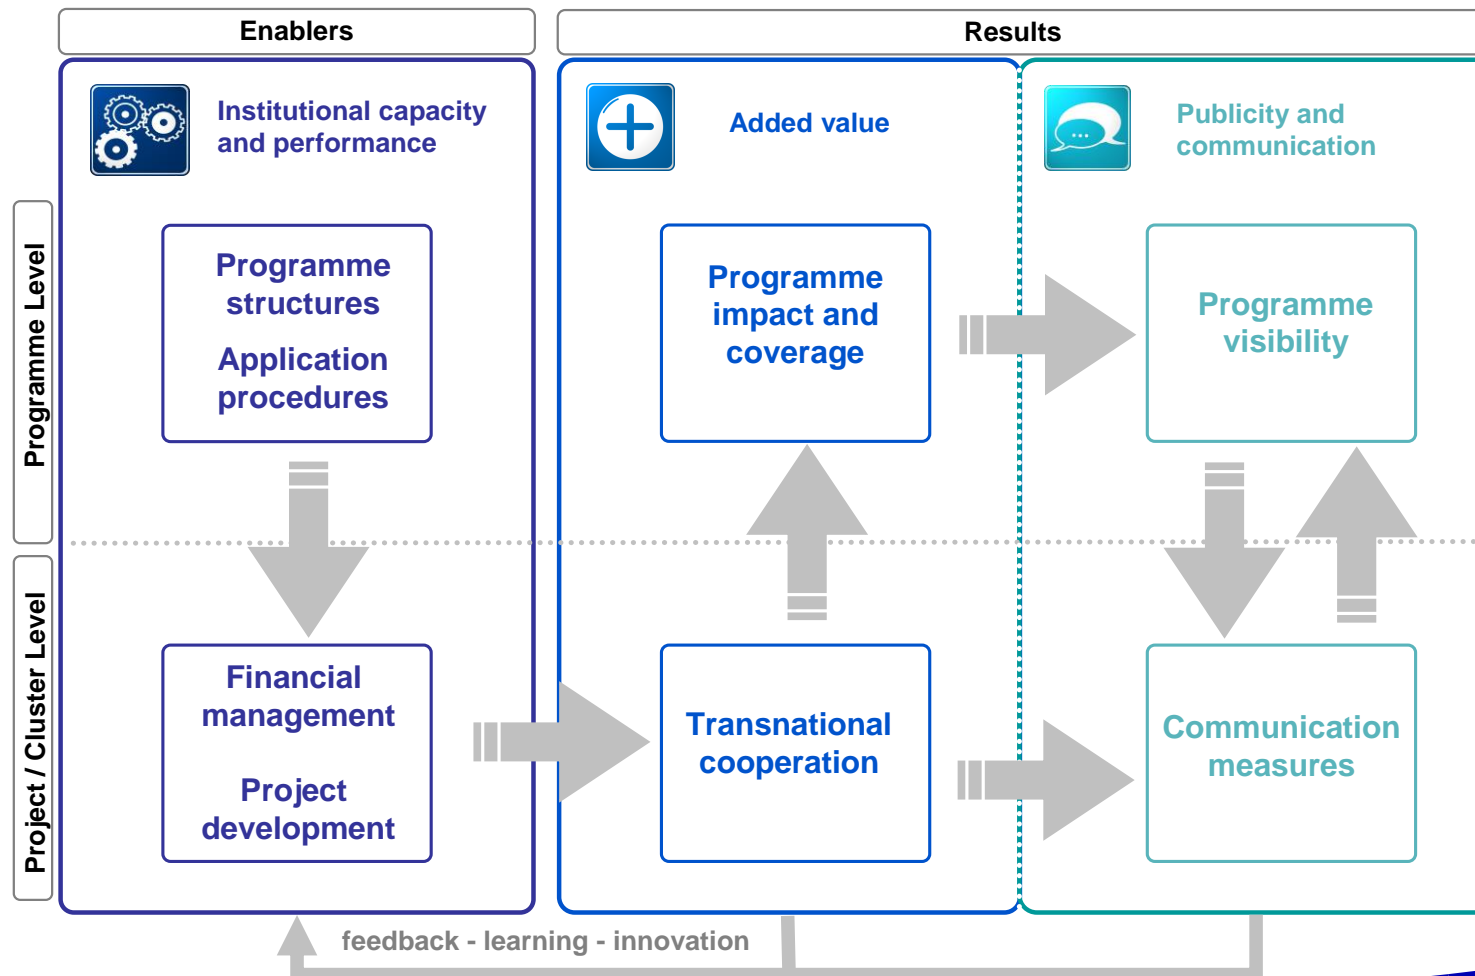 Enablers
Results
Institutional capacity
and performance
Added value
Publicity and
communication
Programme Level
Programme
structures
Application
procedures
Programme
impact and
coverage
Programme
visibility
Project / Cluster Level
Financial
management
Project
development
Transnational
cooperation
Communication
measures
feedback - learning - innovation